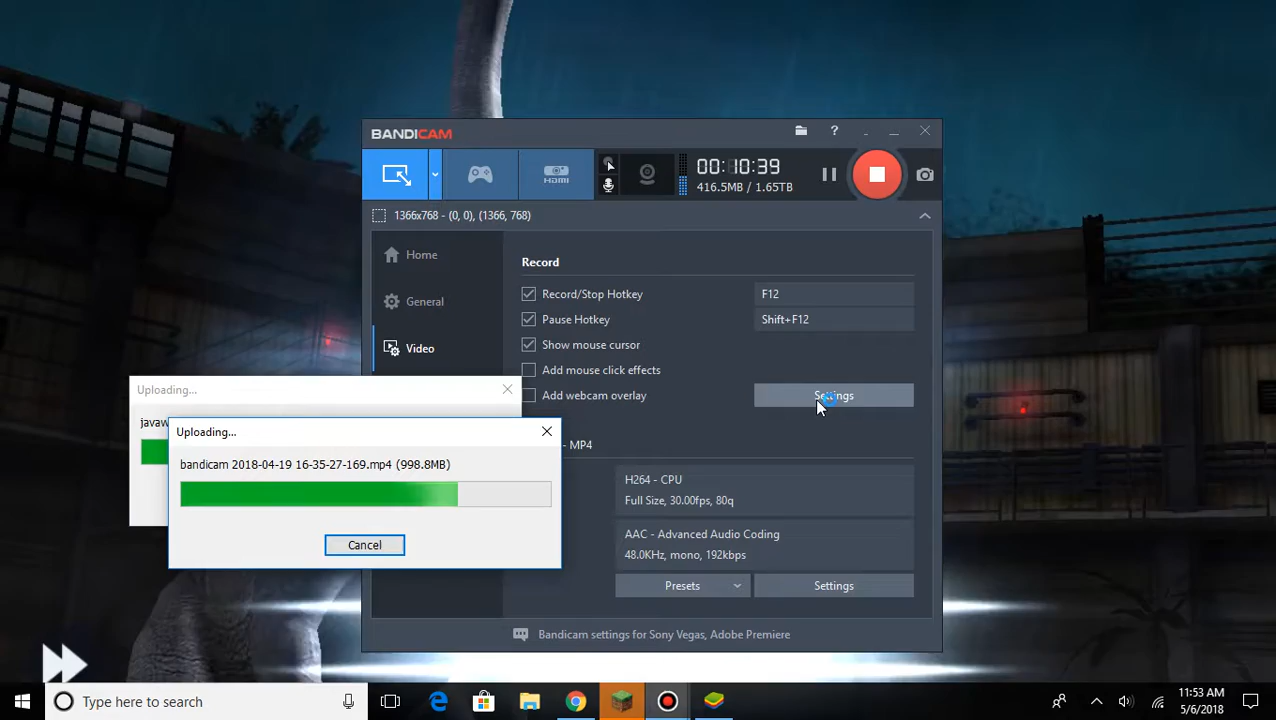 BANDICAM
?
HDMI
00:10:39
416.5MB / 1.65TB
1366x768 - (0, 0), (1366, 768)
Home
General
Video
Record
Record/Stop Hotkey
F12
Pause Hotkey
Shift+F12
Show mouse cursor
Add mouse click effects
Add webcam overlay
Settings
- MP4
H264 - CPU
Full Size, 30.00fps, 80q
AAC - Advanced Audio Coding
48.0KHz, mono, 192kbps
Presets
Settings
Bandicam settings for Sony Vegas, Adobe Premiere
Uploading...
javaw
Uploading...
bandicam 2018-04-19 16-35-27-169.mp4 (998.8MB)
Cancel
Type here to search
11:53 AM
5/6/2018